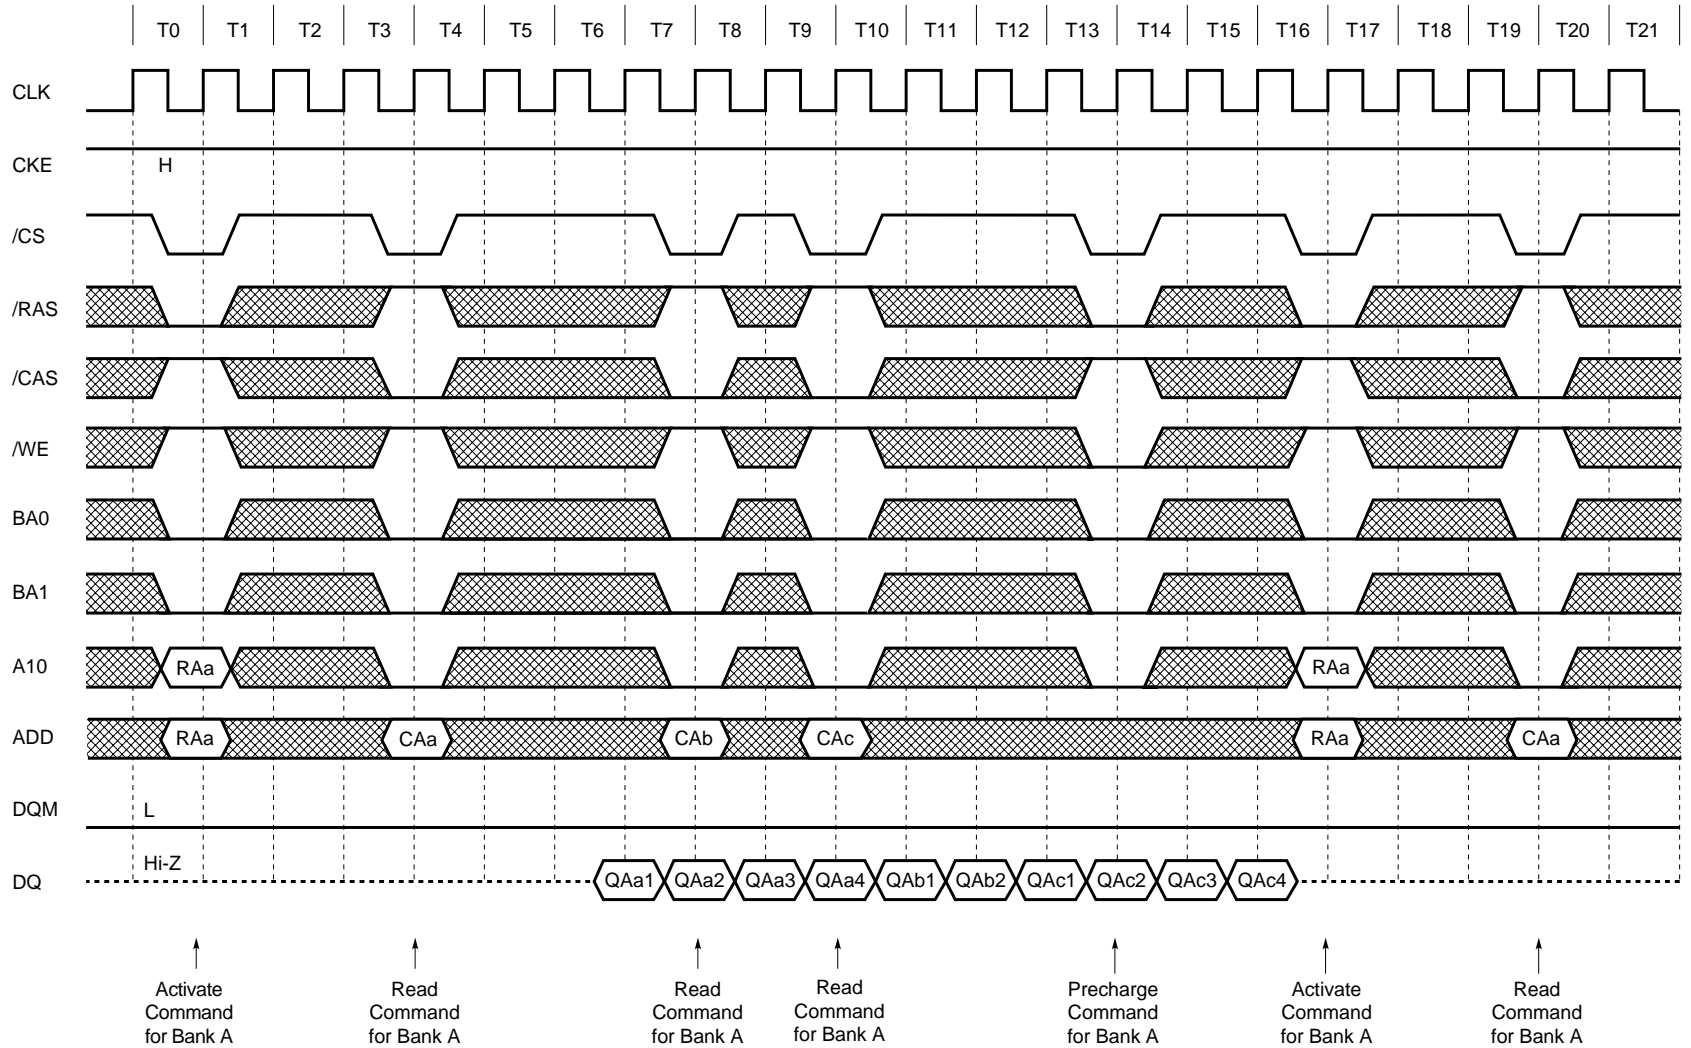 T0 T1 T2 T3 T4 T5 T6 T7 T8 T9 T10 T11 T12 T13 T14 T15 T16 T17 T18 T19 T20 T21
CLK
CKE H
/CS
/RAS
/CAS
/WE
BA0
BA1
A10 RAa RAa
ADD RAa CAa CAb CAc RAa CAa
DQM L
Hi-Z
DQ QAa1 QAa2 QAa3 QAa4 QAb1 QAb2 QAc1 QAc2 QAc3 QAc4
Activate
Command
for Bank A
Read
Command
for Bank A
Read
Command
for Bank A
Read
Command
for Bank A
Precharge
Command
for Bank A
Activate
Command
for Bank A
Read
Command
for Bank A